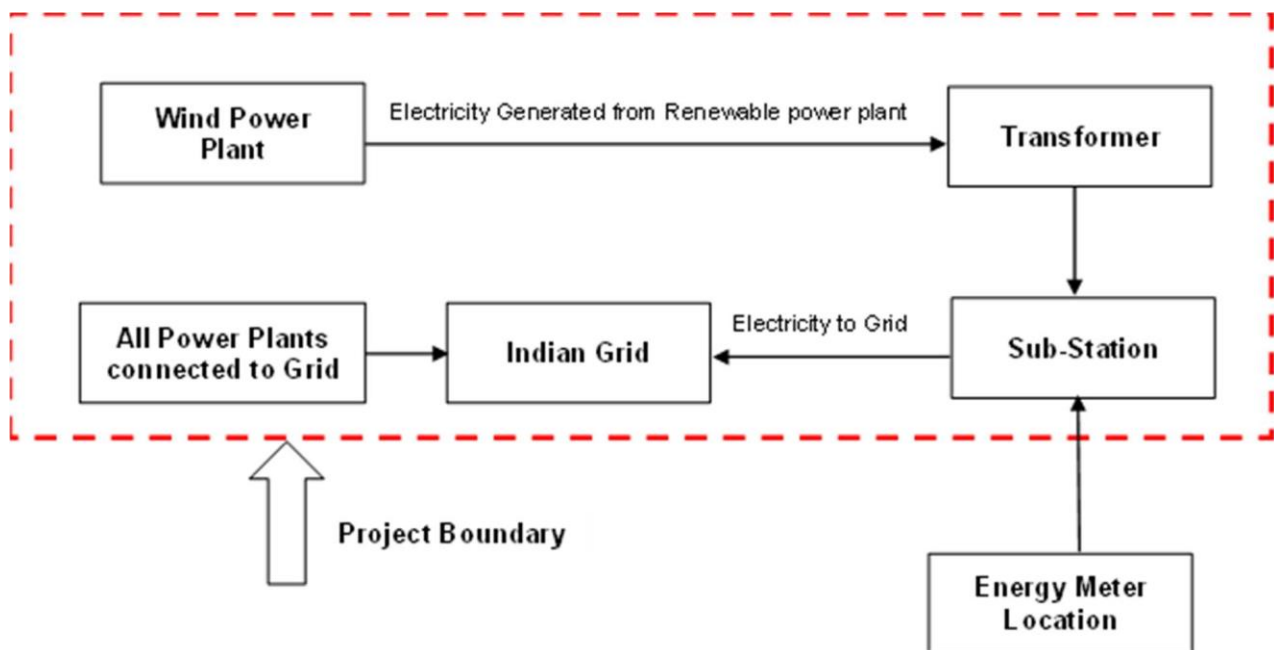 Wind Power
Plant
Electricity Generated from Renewable power plant
Transformer
All Power Plants
connected to Grid
Indian Grid
Electricity to Grid
Sub-Station
Project Boundary
Energy Meter
Location